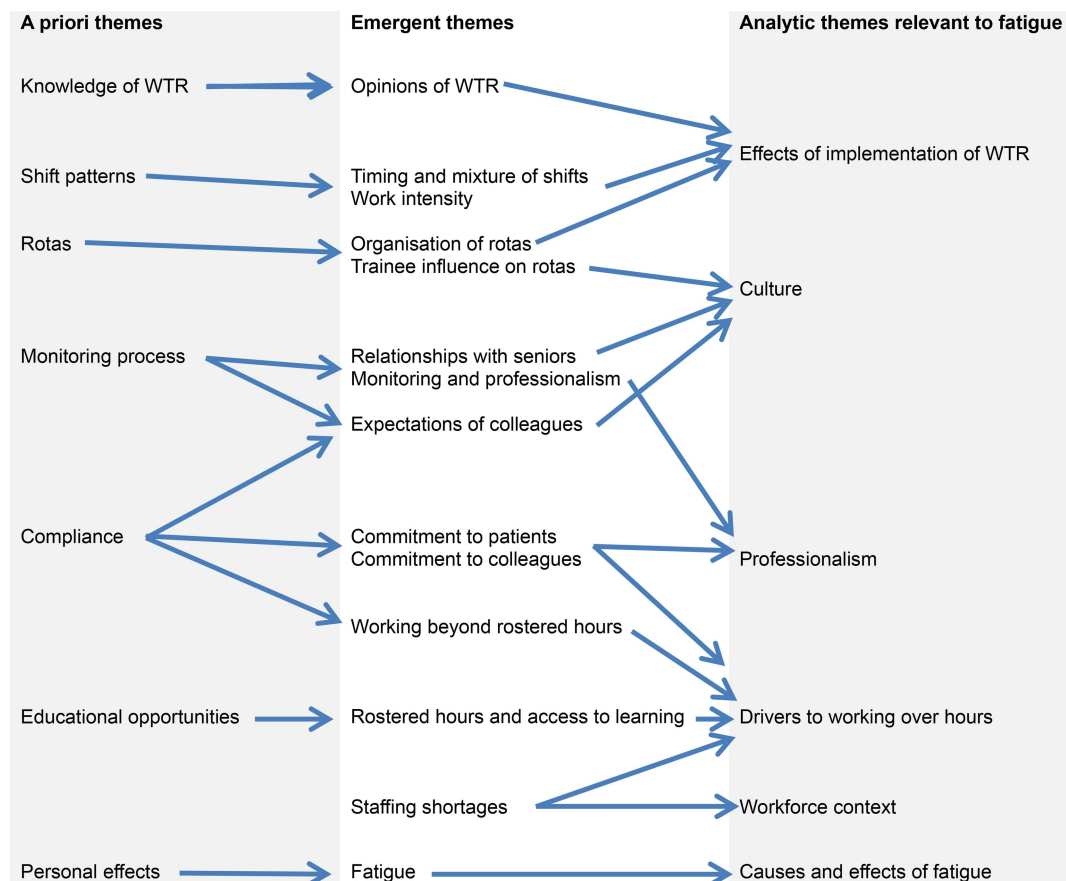 A priori themes
Emergent themes
Analytic themes relevant to fatigue
Knowledge of WTR
Opinions of WTR
Effects of implementation of WTR
Shift patterns
Timing and mixture of shifts
Work intensity
Rotas
Organisation of rotas
Trainee influence on rotas
Culture
Monitoring process
Relationships with seniors
Monitoring and professionalism
Expectations of colleagues
Compliance
Commitment to patients
Commitment to colleagues
Professionalism
Working beyond rostered hours
Educational opportunities
Rostered hours and access to learning
Drivers to working over hours
Staffing shortages
Workforce context
Personal effects
Fatigue
Causes and effects of fatigue